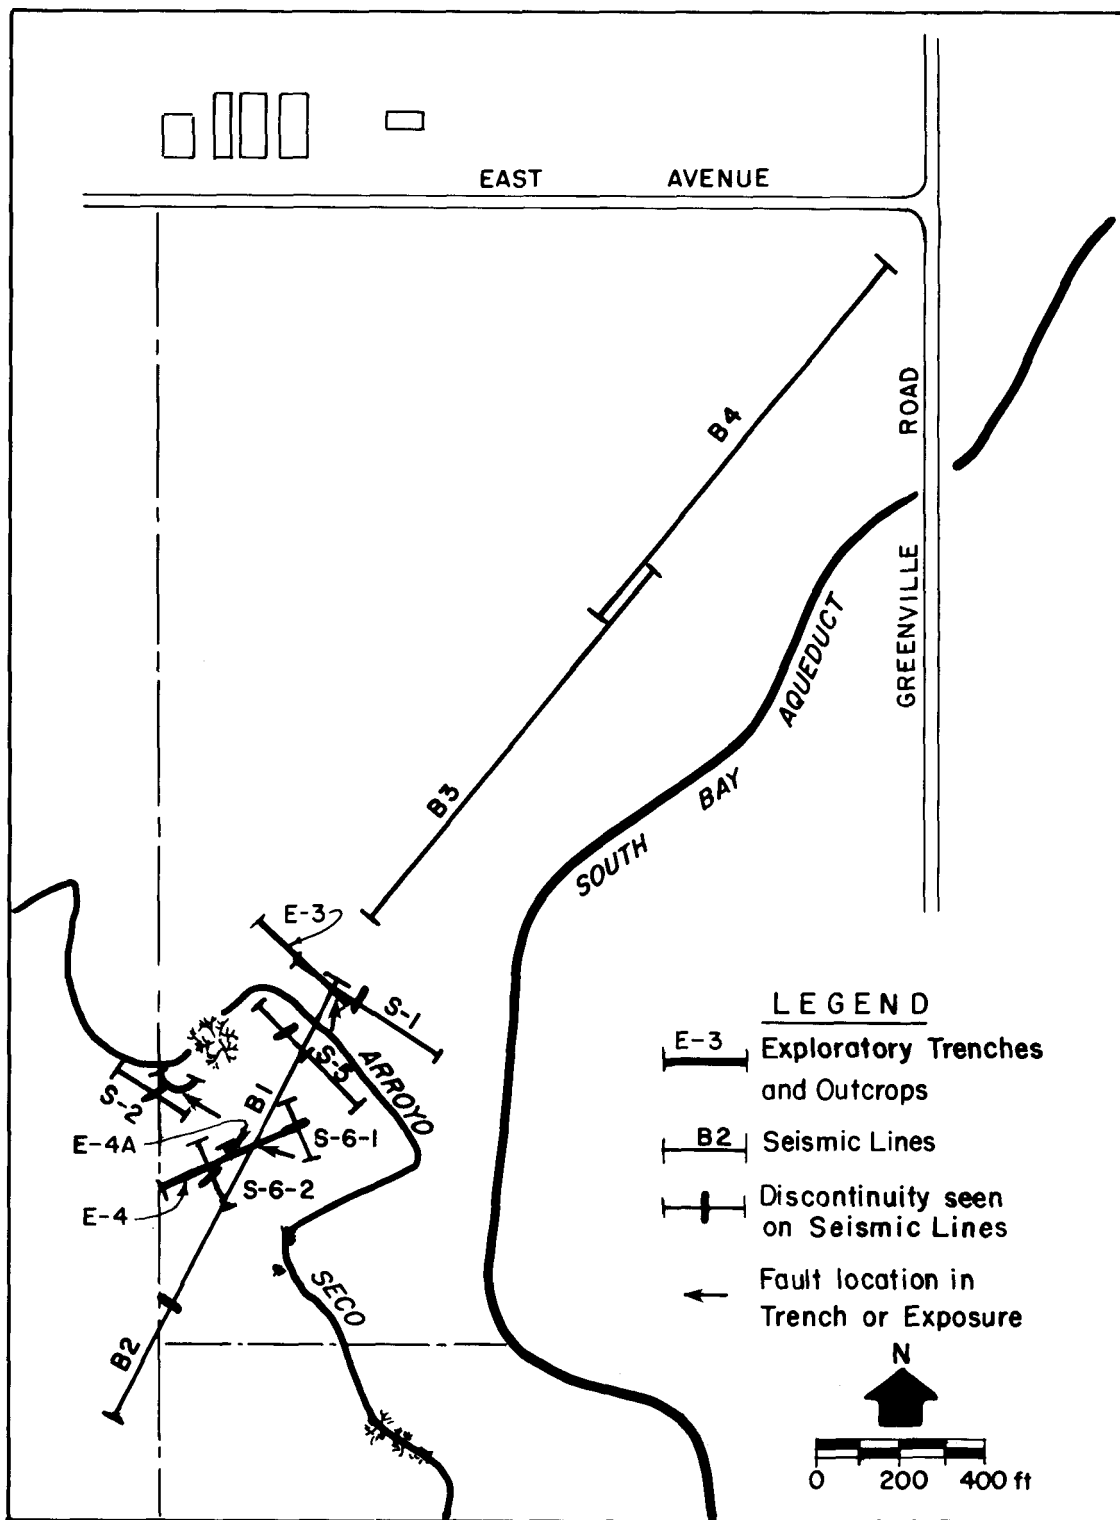 EAST AVENUE
B4
ROAD
GREENVILLE
AQUEDUCT
BAY
SOUTH
B3
E-3
S-1
S-5
ARROYO
B1
S-2
E-4A
S-6-1
S-6-2
E-4
SECO
B2
LEGEND
E-3 Exploratory Trenches
and Outcrops
B2 Seismic Lines
Discontinuity seen
on Seismic Lines
Fault location in
Trench or Exposure
N
0 200 400 ft